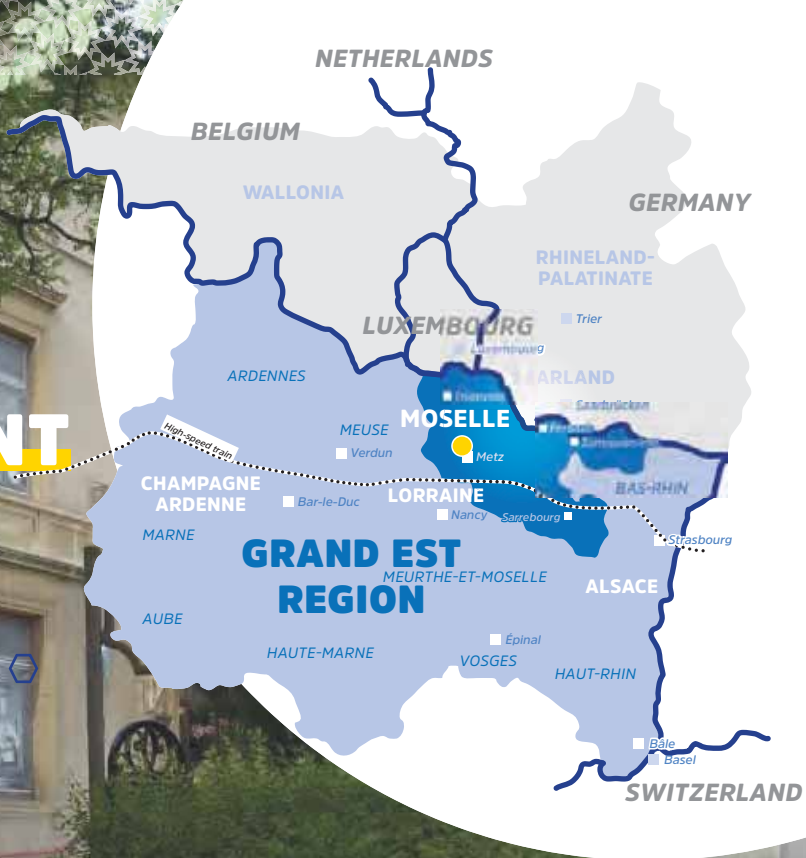 NETHERLANDS
BELGIUM
WALLONIA
GERMANY
RHINELAND-
PALATINATE
Trier
LUXEMBOURG
Luxembourg
ARLAND
Saarbrücken
ARDENNES
MOSELLE
MEUSE
NT
High-speed train
Verdun
Metz
CHAMPAGNE
ARDENNE
LORRAINE
BAS-RHIN
Bar-le-Duc
Nancy
Sarrebourg
MARNE
Strasbourg
GRAND EST
REGION
MEURTHE-ET-MOSELLE
ALSACE
AUBE
Épinal
HAUTE-MARNE
VOSGES
HAUT-RHIN
Bâle
Basel
SWITZERLAND